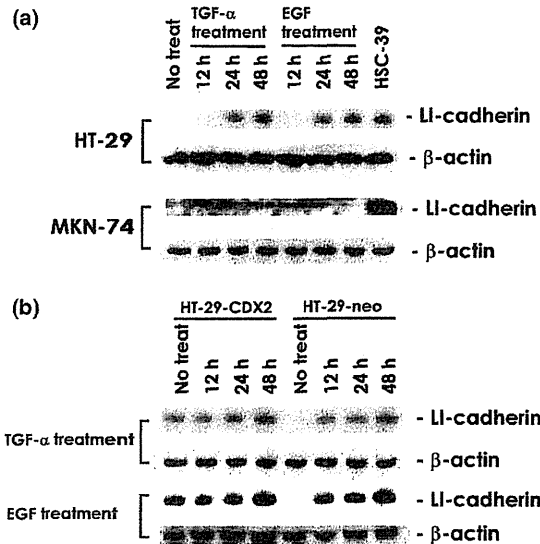 (a)
TGF-α treatment
EGF treatment
No treat
12 h
24 h
48 h
12 h
24 h
48 h
HSC-39
HT-29
- LI-cadherin
- β-actin
MKN-74
- LI-cadherin
- β-actin
(b)
HT-29-CDX2
HT-29-neo
No treat
12 h
24 h
48 h
No treat
12 h
24 h
48 h
TGF-α treatment
- LI-cadherin
- β-actin
EGF treatment
- LI-cadherin
- β-actin